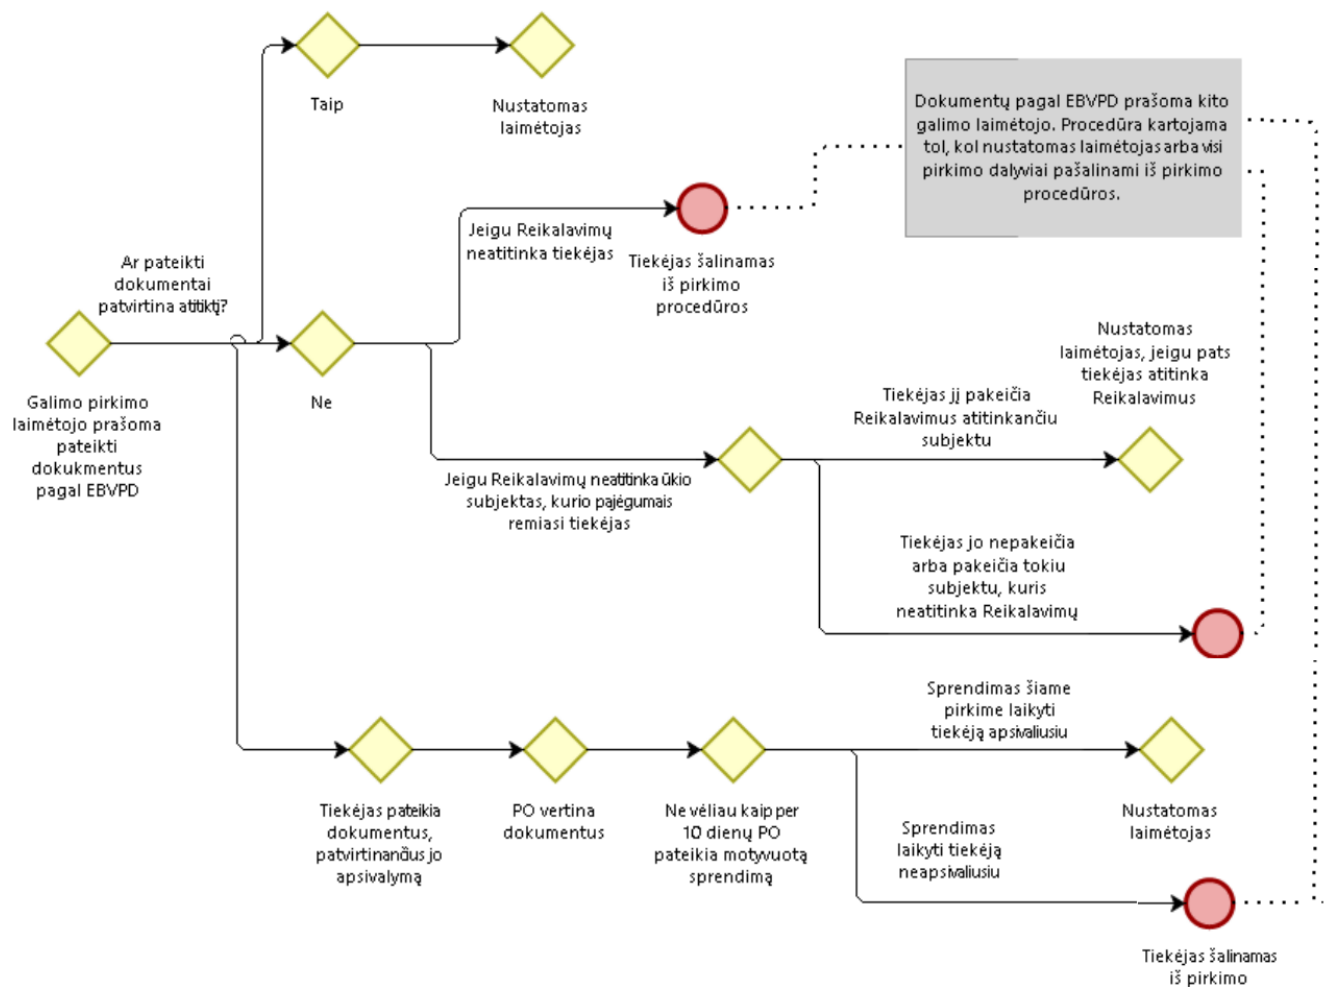 Taip
Nustatomas
laimėtojas
Dokumentų pagal EBVPD prašoma kito
galimo laimėtojo. Procedūra kartojama
tol, kol nustatomas laimėtojas arba visi
pirkimo dalyviai pašalinami iš pirkimo
procedūros.
Jeigu Reikalavimų
neatitinka tiekėjas
Tiekėjas šalinamas
iš pirkimo
procedūros
Ar pateikti
dokumentai
patvirtina atitiktį?
Galimo pirkimo
laimėtojo prašoma
pateikti
dokukmentus
pagal EBVPD
Ne
Nustatomas
laimėtojas, jeigu pats
tiekėjas atitinka
Reikalavimus
Tiekėjas jį pakeičia
Reikalavimus atitinkančiu
subjektu
Jeigu Reikalavimų neatitinka ūkio
subjektas, kurio pajėgumais
remiasi tiekėjas
Tiekėjas jo nepakeičia
arba pakeičia tokiu
subjektu, kuris
neatitinka Reikalavimų
Sprendimas šiame
pirkime laikyti
tiekėją apsivaliusiu
Tiekėjas pateikia
dokumentus,
patvirtinančius jo
apsivalymą
PO vertina
dokumentus
Ne vėliau kaip per
10 dienų PO
pateikia motyvuotą
sprendimą
Nustatomas
laimėtojas
Sprendimas
laikyti tiekėją
neapsivaliusiu
Tiekėjas šalinamas
iš pirkimo